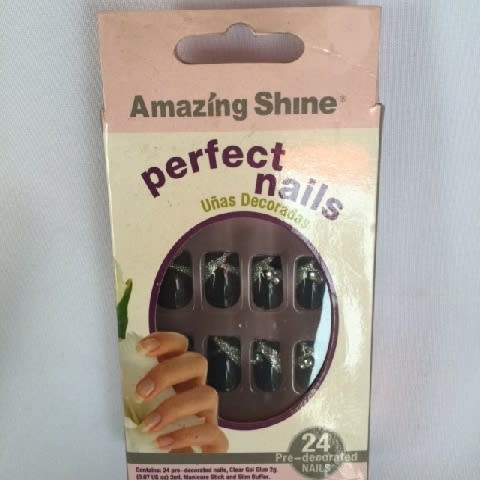 Amazing Shine®
perfect
nails
Uñas Decoradas
24
Pre-decorated
NAILS
Contains: 24 pre-decorated nails, Clear Gel Glue 2g.
(0.07 US oz) 2ml. Manicure Stick and Slim Buffer.